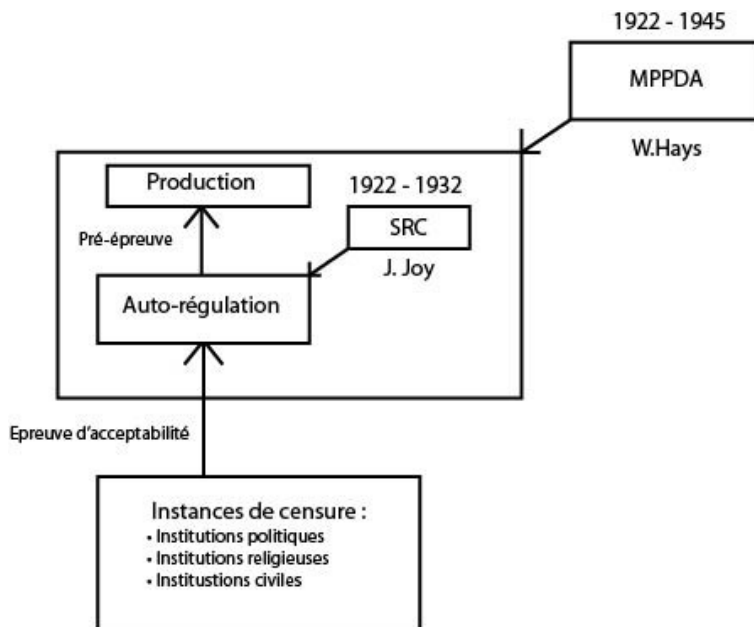 1922 - 1945
MPPDA
W.Hays
Production
1922 - 1932
SRC
J. Joy
Pré-épreuve
Auto-régulation
Epreuve d'acceptabilité
Instances de censure :
• Institutions politiques
• Institutions religieuses
• Institustions civiles